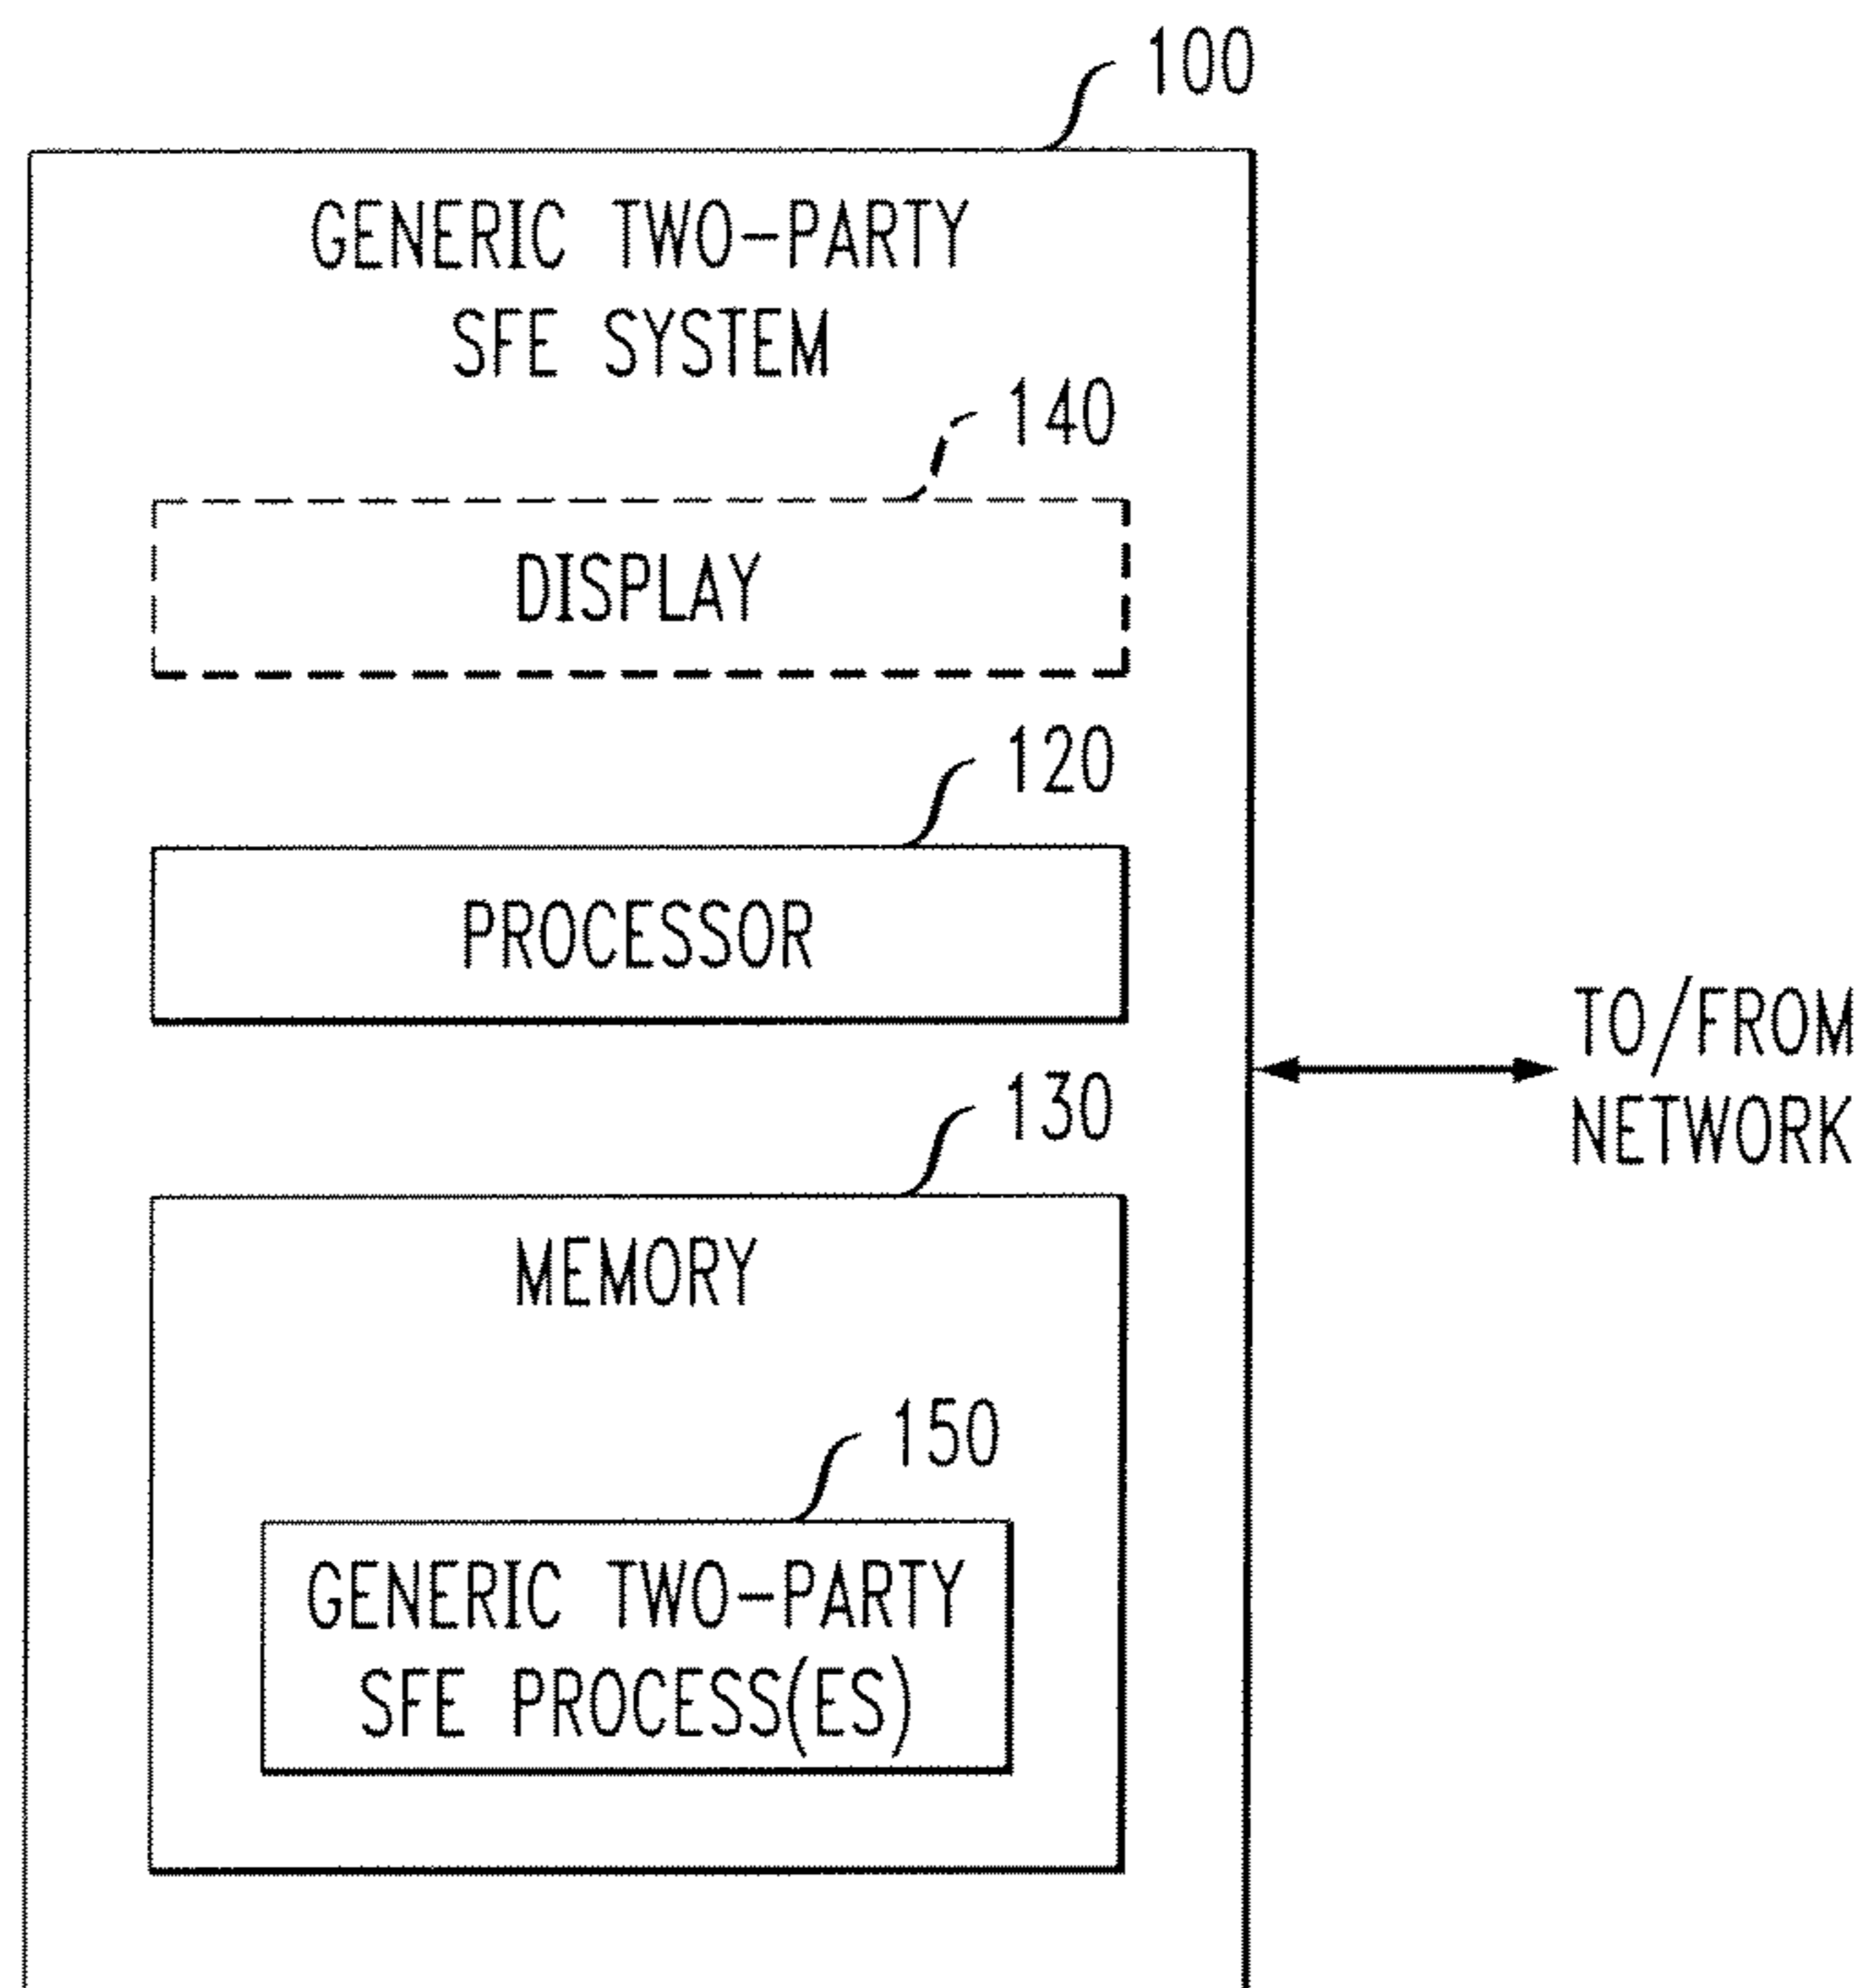 100
GENERIC TWO-PARTY
SFE SYSTEM
140
DISPLAY
120
PROCESSOR
TO/FROM
NETWORK
130
MEMORY
150
GENERIC TWO-PARTY
SFE PROCESS(ES)